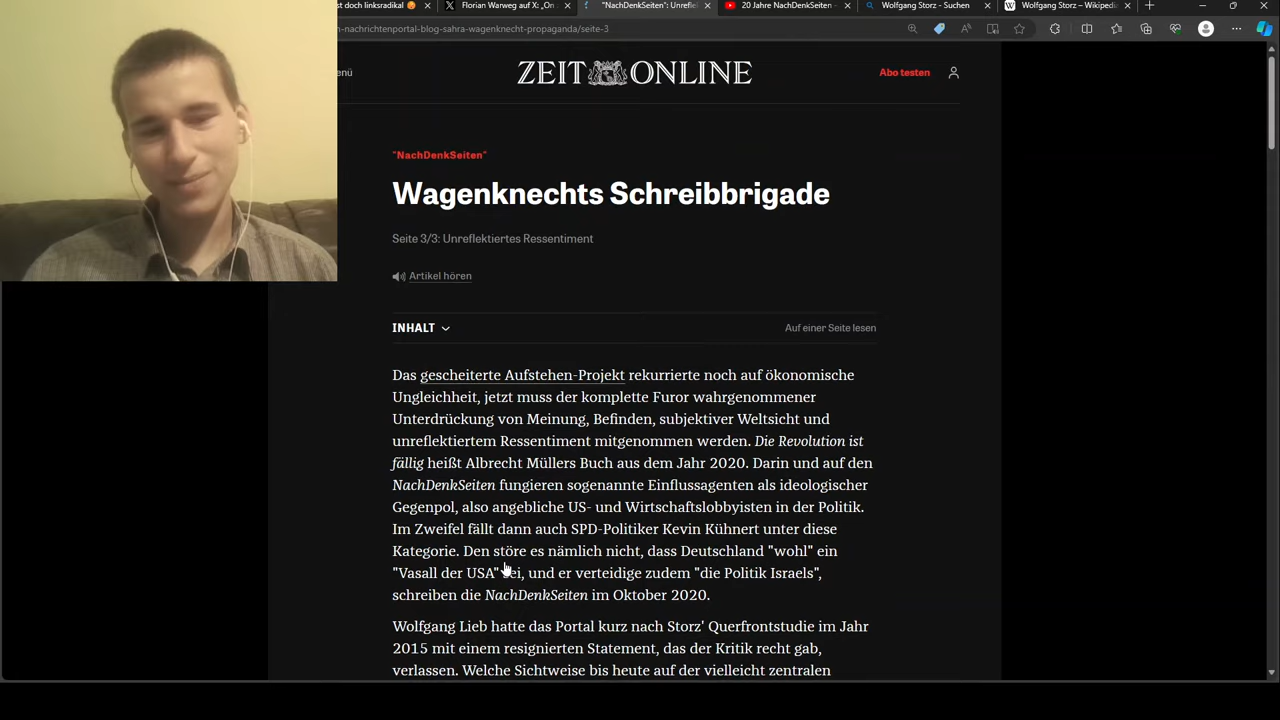 st doch linksradikal
Florian Warweg auf X: „On
"NachDenkSeiten": Unrefle
20 Jahre NachDenkSeiten -
Wolfgang Storz - Suchen
Wolfgang Storz – Wikiped
n-nachrichtenportal-blog-sahra-wagenknecht-propaganda/seite-3
enü
ZEIT ONLINE
Abo testen
"NachDenkSeiten"
Wagenknechts Schreibbrigade
Seite 3/3: Unreflektiertes Ressentiment
Artikel hören
INHALT
Auf einer Seite lesen
Das gescheiterte Aufstehen-Projekt rekurrierte noch auf ökonomische
Ungleichheit, jetzt muss der komplette Furor wahrgenommener
Unterdrückung von Meinung, Befinden, subjektiver Weltsicht und
unreflektiertem Ressentiment mitgenommen werden. Die Revolution ist
fällig heißt Albrecht Müllers Buch aus dem Jahr 2020. Darin und auf den
NachDenkSeiten fungieren sogenannte Einflussagenten als ideologischer
Gegenpol, also angebliche US- und Wirtschaftslobbyisten in der Politik.
Im Zweifel fällt dann auch SPD-Politiker Kevin Kühnert unter diese
Kategorie. Den störe es nämlich nicht, dass Deutschland "wohl" ein
"Vasall der USA" sei, und er verteidige zudem "die Politik Israels",
schreiben die NachDenkSeiten im Oktober 2020.
Wolfgang Lieb hatte das Portal kurz nach Storz' Querfrontstudie im Jahr
2015 mit einem resignierten Statement, das der Kritik recht gab,
verlassen. Welche Sichtweise bis heute auf der vielleicht zentralen